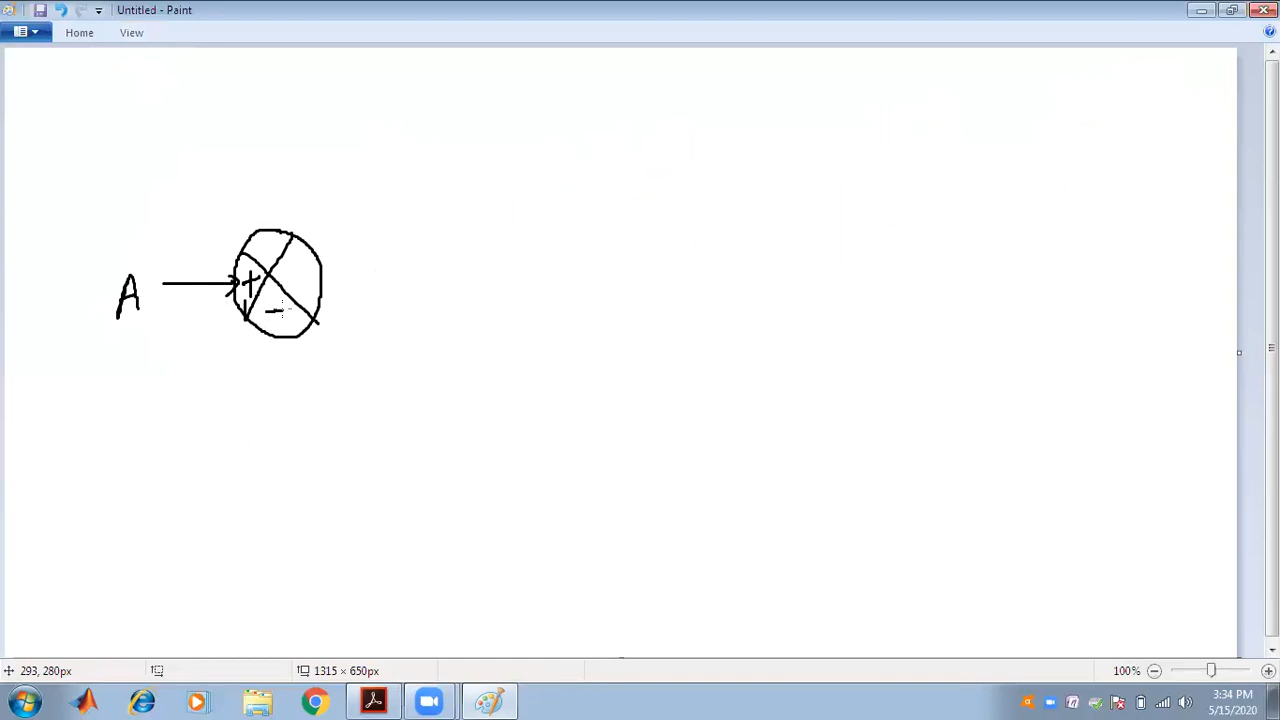 Untitled - Paint
Home View
A + -
293, 280px 1315 × 650px 100%
3:34 PM
5/15/2020